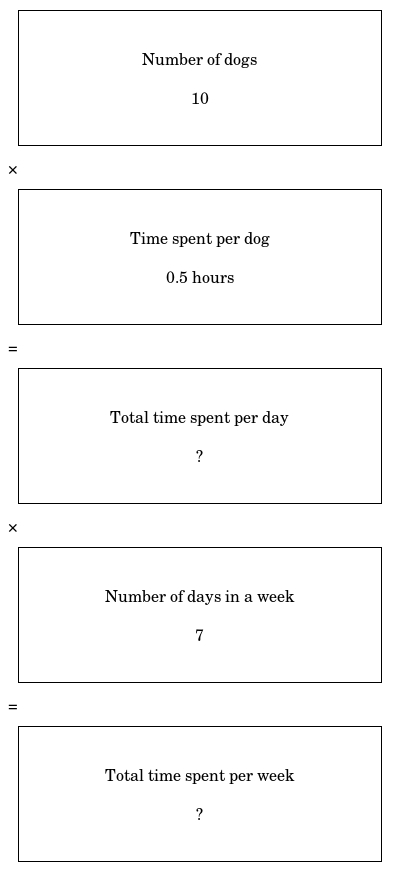 Number of dogs
10
×
Time spent per dog
0.5 hours
=
Total time spent per day
?
×
Number of days in a week
7
=
Total time spent per week
?